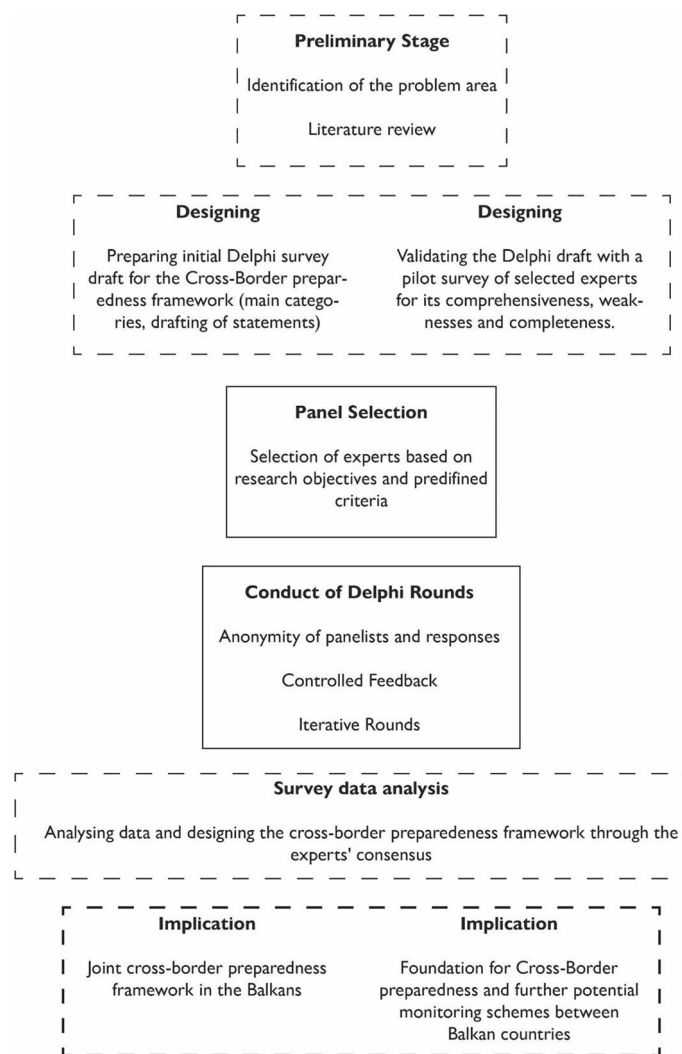 Preliminary Stage
Identification of the problem area
Literature review
Designing
Preparing initial Delphi survey
draft for the Cross-Border prepar-
edness framework (main catego-
ries, drafting of statements)
Designing
Validating the Delphi draft with a
pilot survey of selected experts
for its comprehensiveness, weak-
nesses and completeness.
Panel Selection
Selection of experts based on
research objectives and predifined
criteria
Conduct of Delphi Rounds
Anonymity of panelists and responses
Controlled Feedback
Iterative Rounds
Survey data analysis
Analysing data and designing the cross-border preparedeness framework through the
experts' consensus
Implication
Joint cross-border preparedness
framework in the Balkans
Implication
Foundation for Cross-Border
preparedness and further potential
monitoring schemes between
Balkan countries